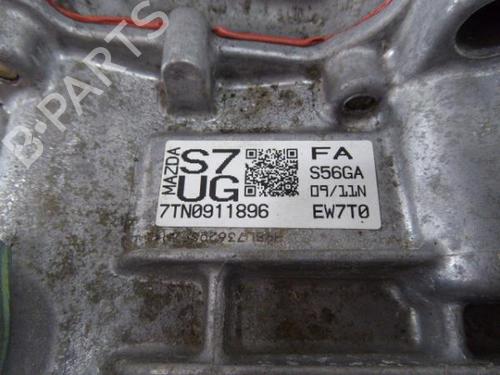 B-PARTS
MAZDA
S7
UG
FA
S56GA
09/11N
7TN0911896
EW7T0